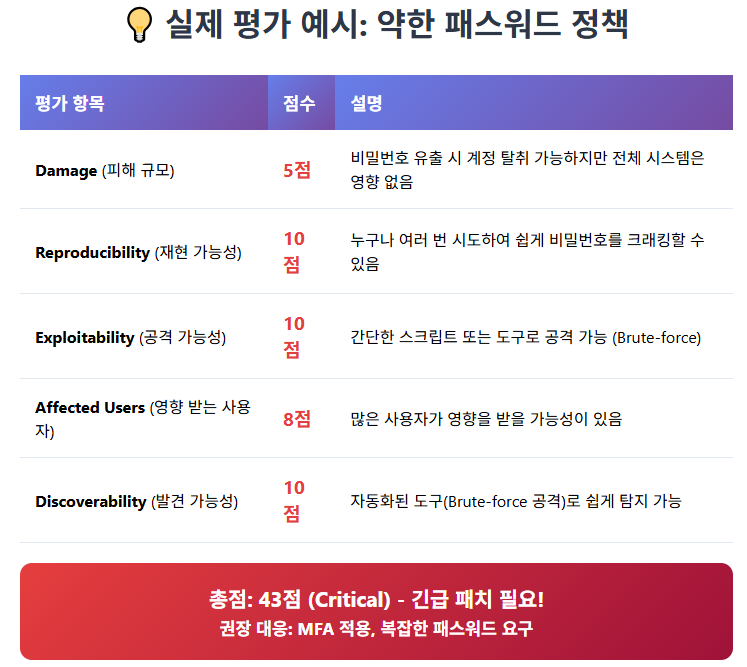 💡 실제 평가 예시: 약한 패스워드 정책
평가 항목 점수 설명
Damage (피해 규모) 5점 비밀번호 유출 시 계정 탈취 가능하지만 전체 시스템은
영향 없음
Reproducibility (재현 가능성) 10
점 누구나 여러 번 시도하여 쉽게 비밀번호를 크래킹할 수
있음
Exploitability (공격 가능성) 10
점 간단한 스크립트 또는 도구로 공격 가능 (Brute-force)
Affected Users (영향 받는 사용
자) 8점 많은 사용자가 영향을 받을 가능성이 있음
Discoverability (발견 가능성) 10
점 자동화된 도구(Brute-force 공격)로 쉽게 탐지 가능
총점: 43점 (Critical) - 긴급 패치 필요!
권장 대응: MFA 적용, 복잡한 패스워드 요구